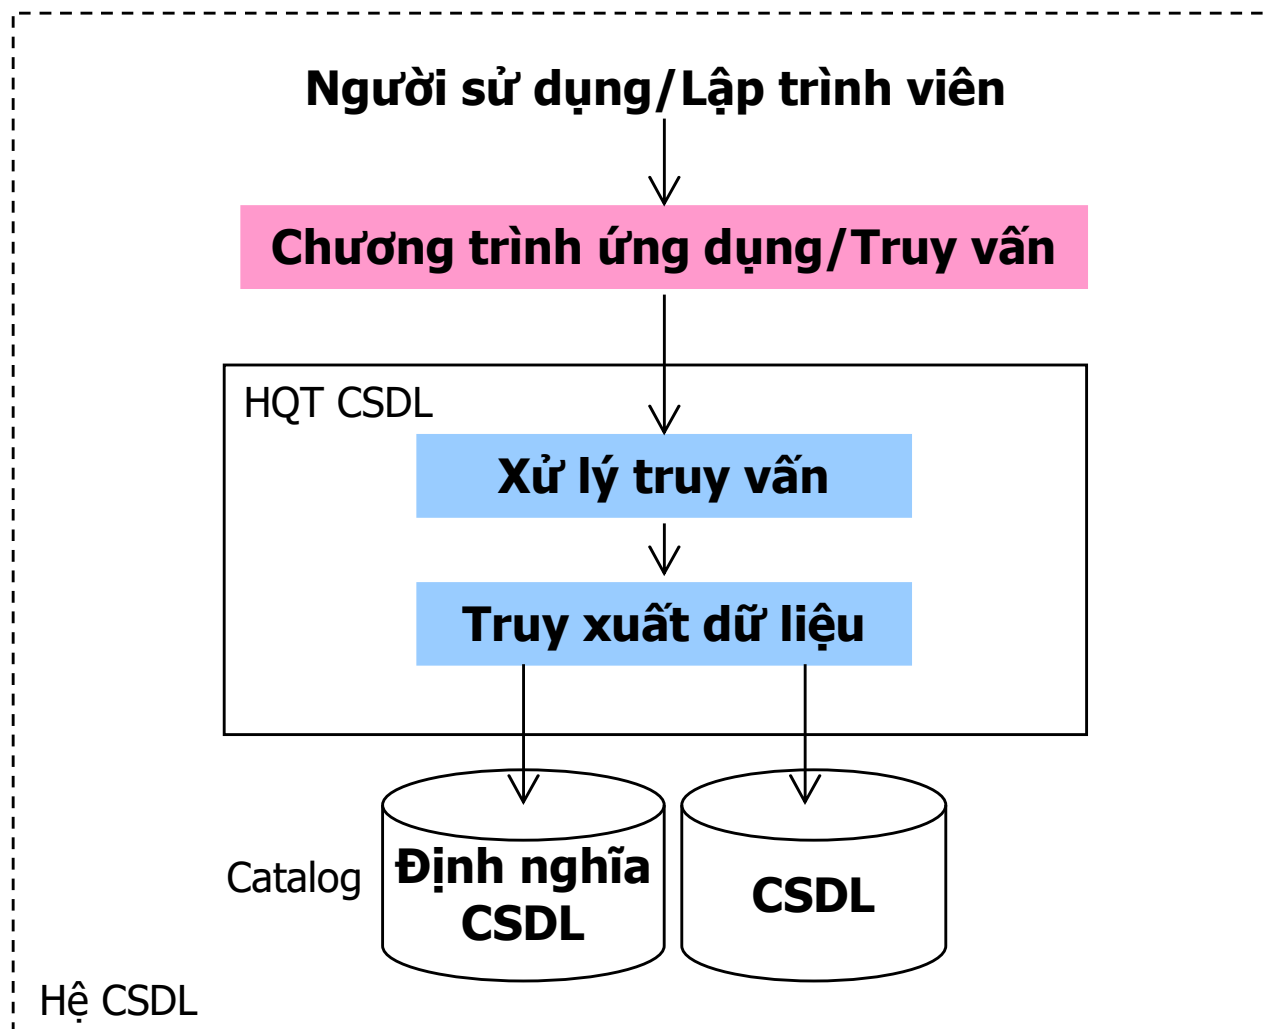 Người sử dụng/Lập trình viên
Chương trình ứng dụng/Truy vấn
HQT CSDL
Xử lý truy vấn
Truy xuất dữ liệu
Catalog
Định nghĩa
CSDL
CSDL
Hệ CSDL